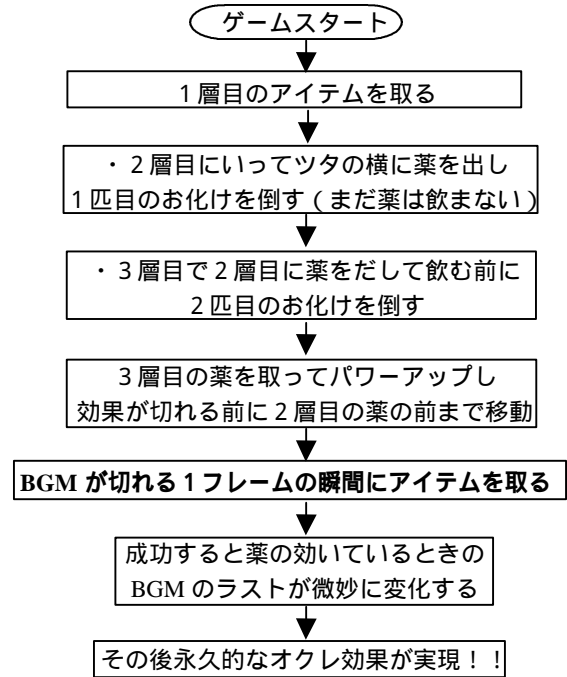 ゲームスタート
1層目のアイテムを取る
・2層目にいってツタの横に薬を出し
1匹目のお化けを倒す(まだ薬は飲まない)
・3層目で2層目に薬をだして飲む前に
2匹目のお化けを倒す
3層目の薬を取ってパワーアップし
効果が切れる前に2層目の薬の前まで移動
BGMが切れる1フレームの瞬間にアイテムを取る
成功すると薬の効いているときの
BGMのラストが微妙に変化する
その後永久的なオクレ効果が実現!!